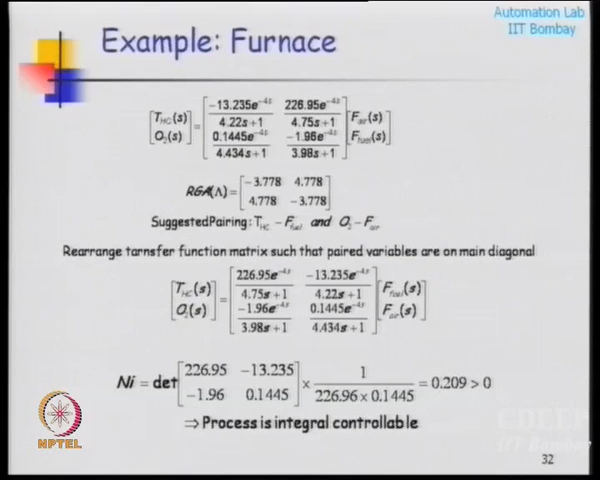 Automation Lab
IIT Bombay
Example: Furnace
[T_HC(s) O_2(s)] = [-13.235e^{-4s}/(4.22s+1) 226.95e^{-4s}/(4.75s+1); 0.1445e^{-4s}/(4.434s+1) -1.96e^{-4s}/(3.98s+1)] [F_air(s) F_fuel(s)]
RGA(Λ) = [-3.778 4.778; 4.778 -3.778]
Suggested Pairing: T_HC - F_fuel and O_2 - F_air
Rearrange tarnsfer function matrix such that paired variables are on main diagonal
[T_HC(s) O_2(s)] = [226.95e^{-4s}/(4.75s+1) -13.235e^{-4s}/(4.22s+1); -1.96e^{-4s}/(3.98s+1) 0.1445e^{-4s}/(4.434s+1)] [F_fuel(s) F_air(s)]
Ni = det [226.95 -13.235; -1.96 0.1445] × 1/(226.96 × 0.1445) = 0.209 > 0
⇒ Process is integral controllable
NPTEL
CDEEP
IIT Bombay
32